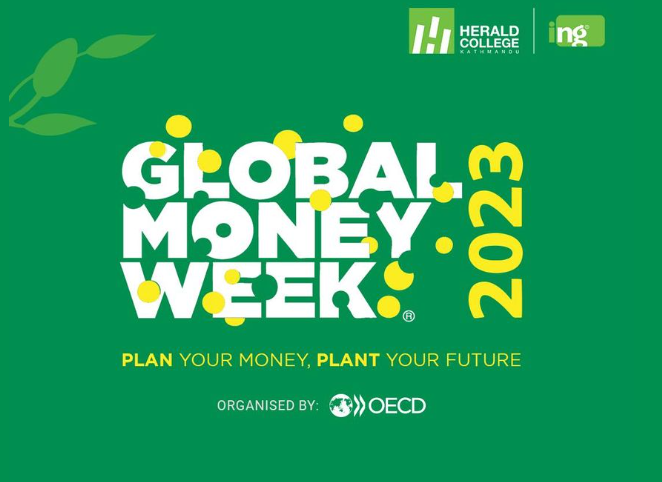 HERALD
COLLEGE
KATHMANDU
ing
GLOBAL
MONEY
WEEK®
2023
PLAN YOUR MONEY, PLANT YOUR FUTURE
ORGANISED BY: OECD